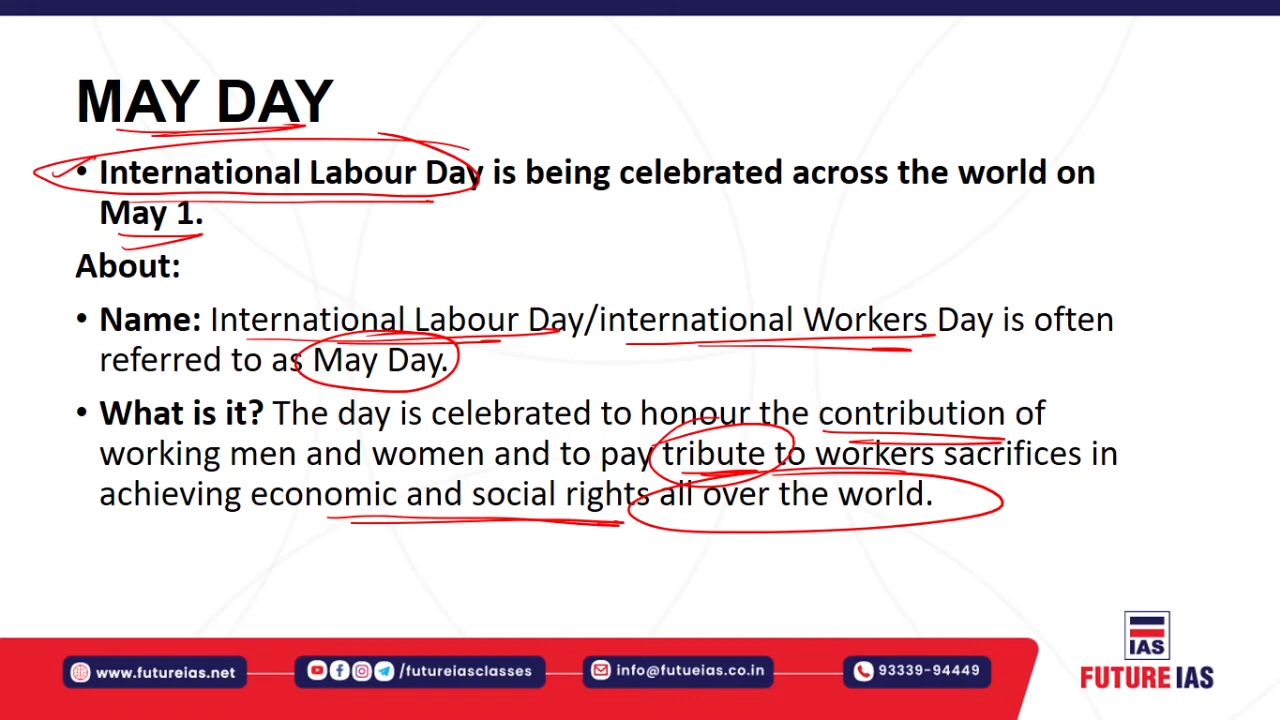 MAY DAY
• International Labour Day is being celebrated across the world on
May 1.
About:
• Name: International Labour Day/international Workers Day is often
referred to as May Day.
• What is it? The day is celebrated to honour the contribution of
working men and women and to pay tribute to workers sacrifices in
achieving economic and social rights all over the world.
IAS
FUTURE IAS
www.futureias.net
/futureiasclasses
info@futueias.co.in
93339-94449